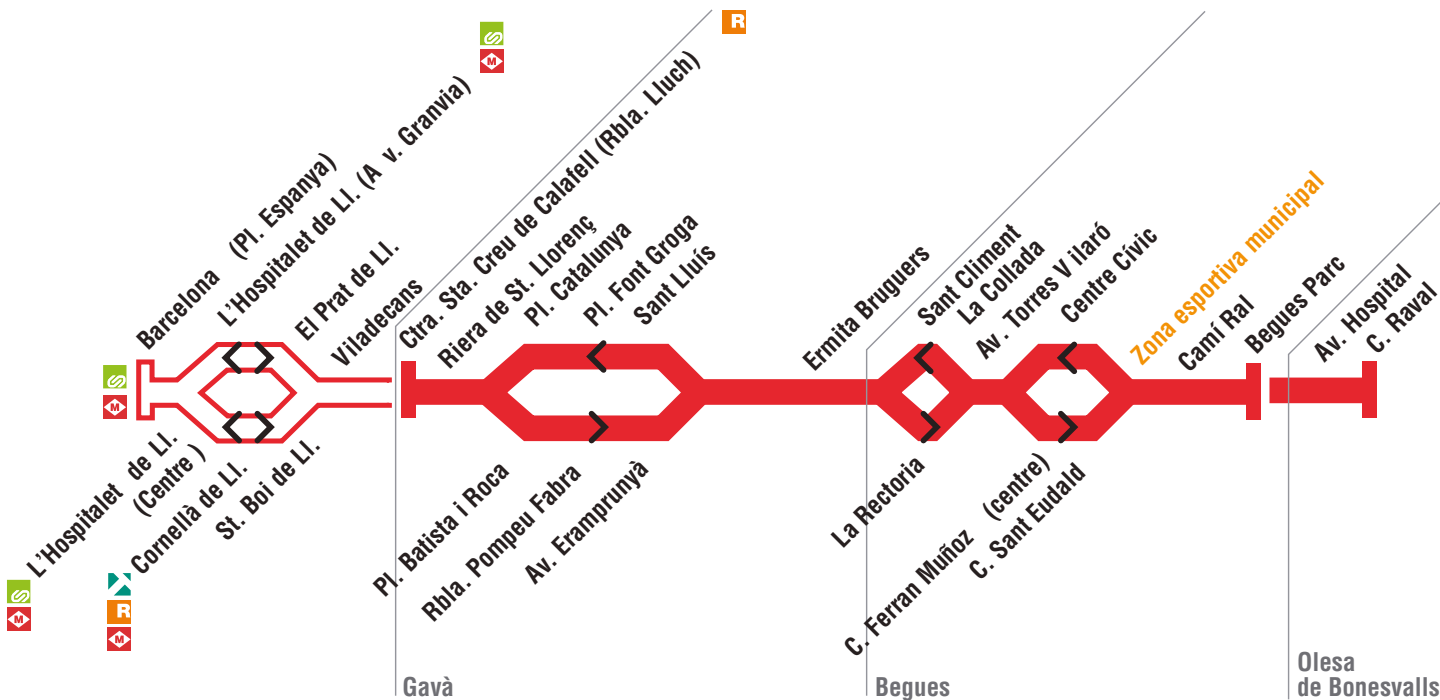 Barcelona (Pl. Espanya)
L'Hospitalet de Ll. (A v. Granvia)
El Prat de Ll.
Viladecans
Ctra. Sta. Creu de Calafell (Rbla. Lluch)
Riera de St. Llorenç
Pl. Catalunya
Pl. Font Groga
Sant Lluís
Ermita Bruguers
Sant Climent
La Collada
Av. Torres V ilaró
Centre Cívic
Zona esportiva municipal
Camí Ral
Begues Parc
Av. Hospital
C. Raval
L'Hospitalet de Ll.
(Centre )
Cornellà de Ll.
St. Boi de Ll.
Pl. Batista i Roca
Rbla. Pompeu Fabra
Av. Eramprunyà
La Rectoria
C. Ferran Muñoz (centre)
C. Sant Eudald
Gavà
Begues
Olesa
de Bonesvalls
S
M
R
S
M
S
M
R
M